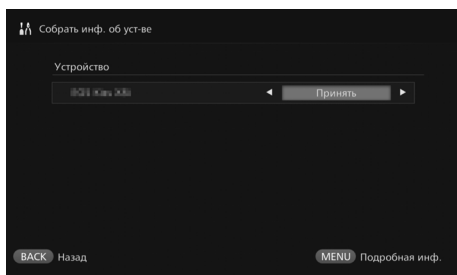 Собрать инф. об уст-ве
Устройство
Принять
BACK Назад
MENU Подробная инф.